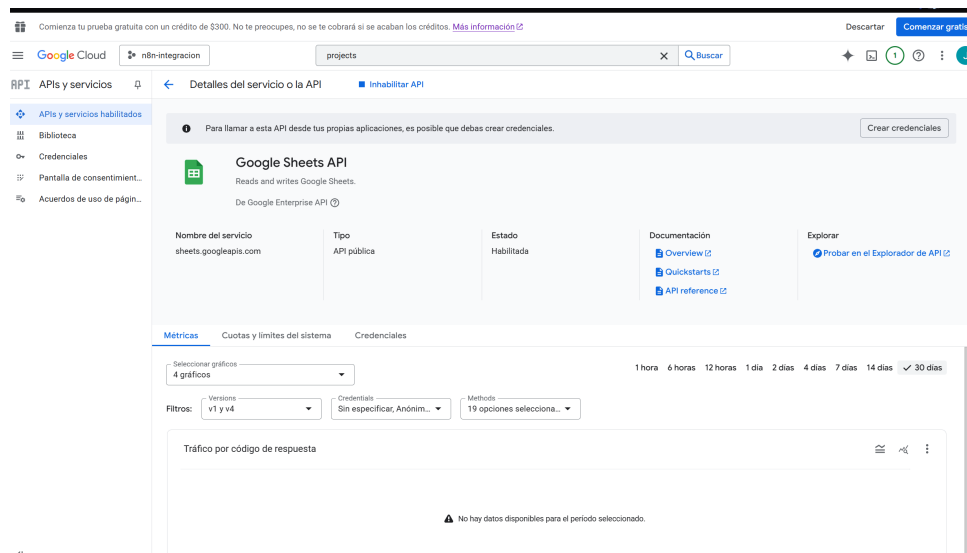 Comienza tu prueba gratuita con un crédito de $300. No te preocupes, no se te cobrará si se acaban los créditos. Más información
Descartar
Comenzar gratis
Google Cloud
n8n-integracion
projects
Buscar
1
API APIs y servicios
Detalles del servicio o la API
Inhabilitar API
APIs y servicios habilitados
Biblioteca
Credenciales
Pantalla de consentimient...
Acuerdos de uso de págin...
Para llamar a esta API desde tus propias aplicaciones, es posible que debas crear credenciales.
Crear credenciales
Google Sheets API
Reads and writes Google Sheets.
De Google Enterprise API
Nombre del servicio
sheets.googleapis.com
Tipo
API pública
Estado
Habilitada
Documentación
Overview
Quickstarts
API reference
Explorar
Probar en el Explorador de API
Métricas
Cuotas y límites del sistema
Credenciales
Seleccionar gráficos
4 gráficos
1 hora 6 horas 12 horas 1 día 2 días 4 días 7 días 14 días 30 días
Filtros:
Versions
v1 y v4
Credentials
Sin especificar, Anónim...
Methods
19 opciones selecciona...
Tráfico por código de respuesta
No hay datos disponibles para el período seleccionado.